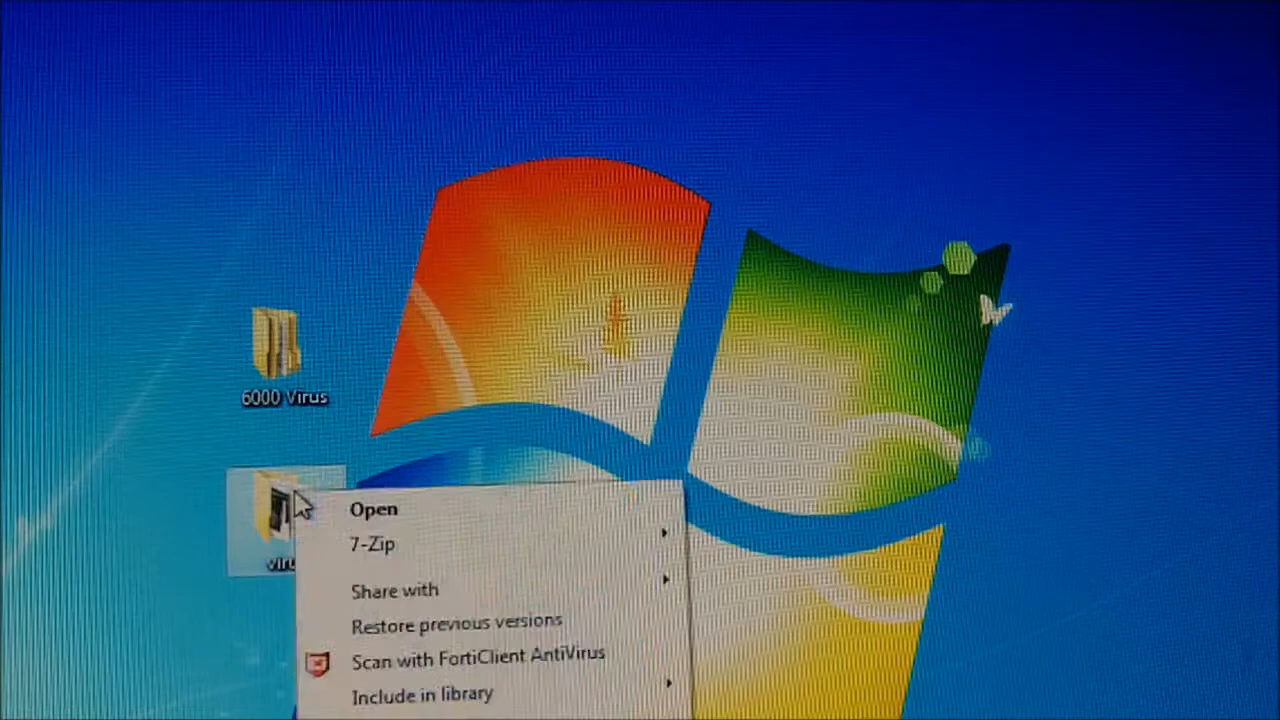 6000 Virus
Open
7-Zip
Share with
Restore previous versions
Scan with FortiClient AntiVirus
Include in library